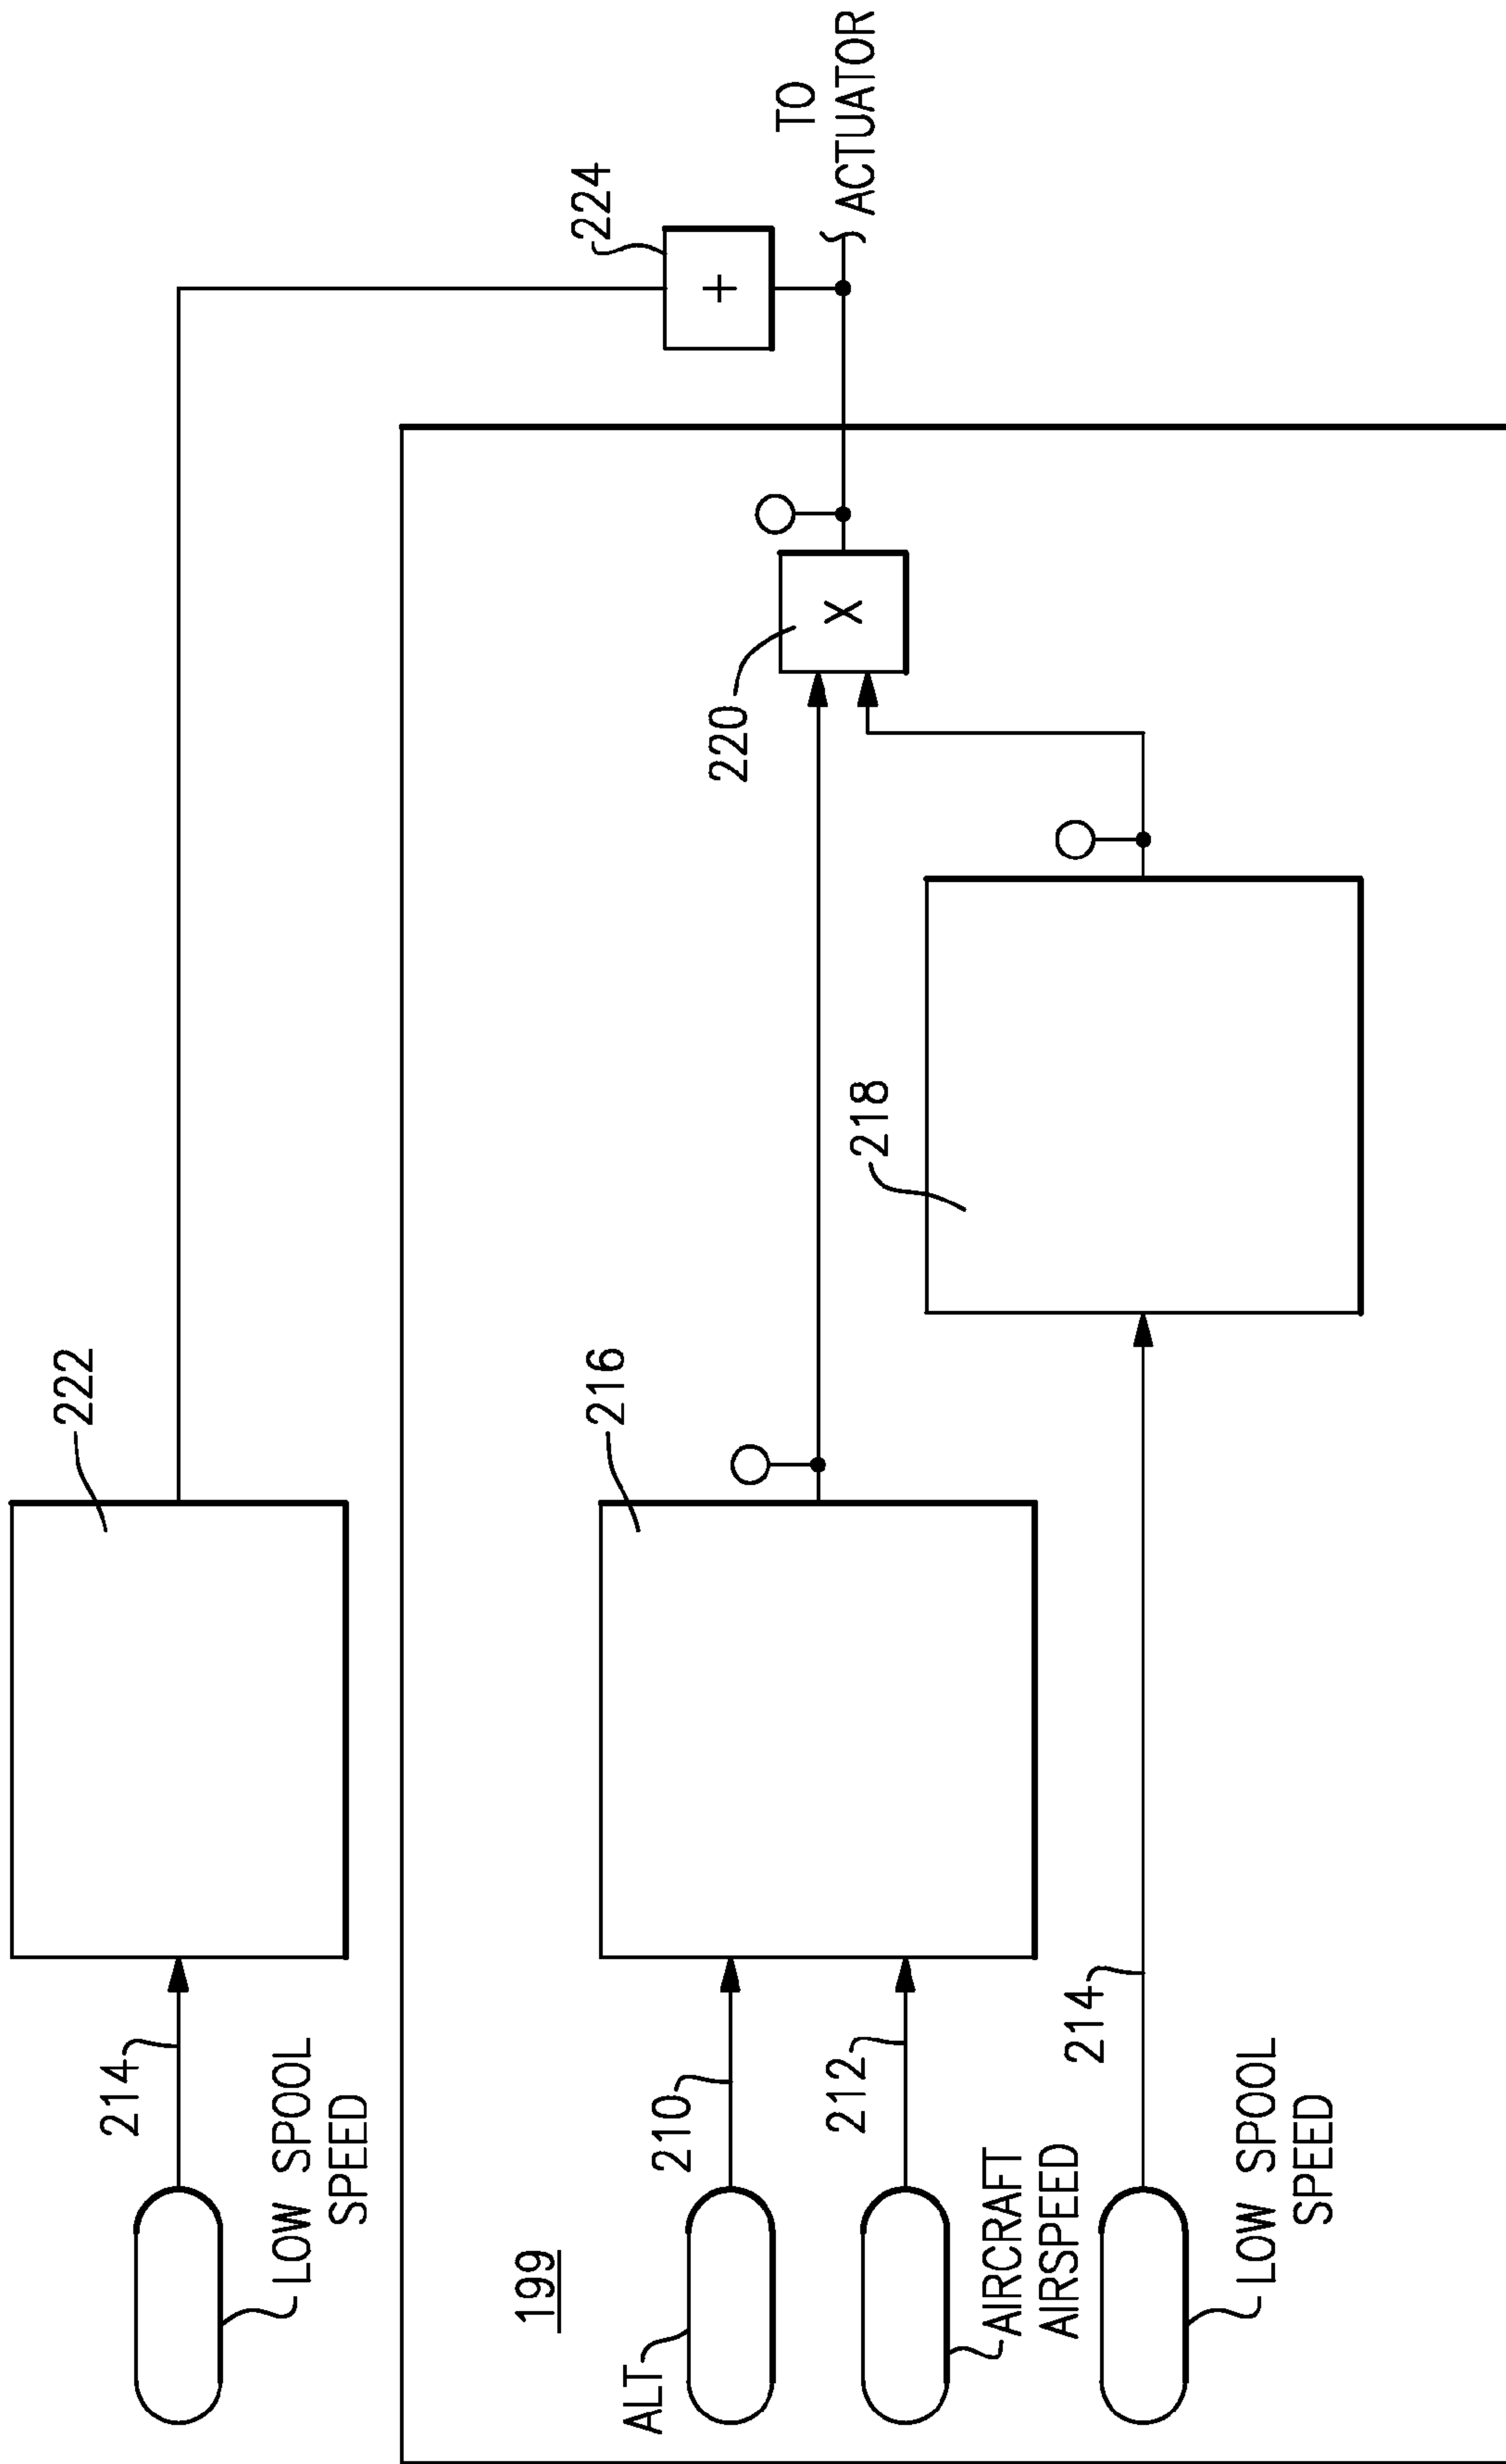 222
214
LOW SPOOL
SPEED
224
TO
ACTUATOR
199
216
220
ALT
210
212
AIRCRAFT
AIRSPEED
218
214
LOW SPOOL
SPEED
+
X